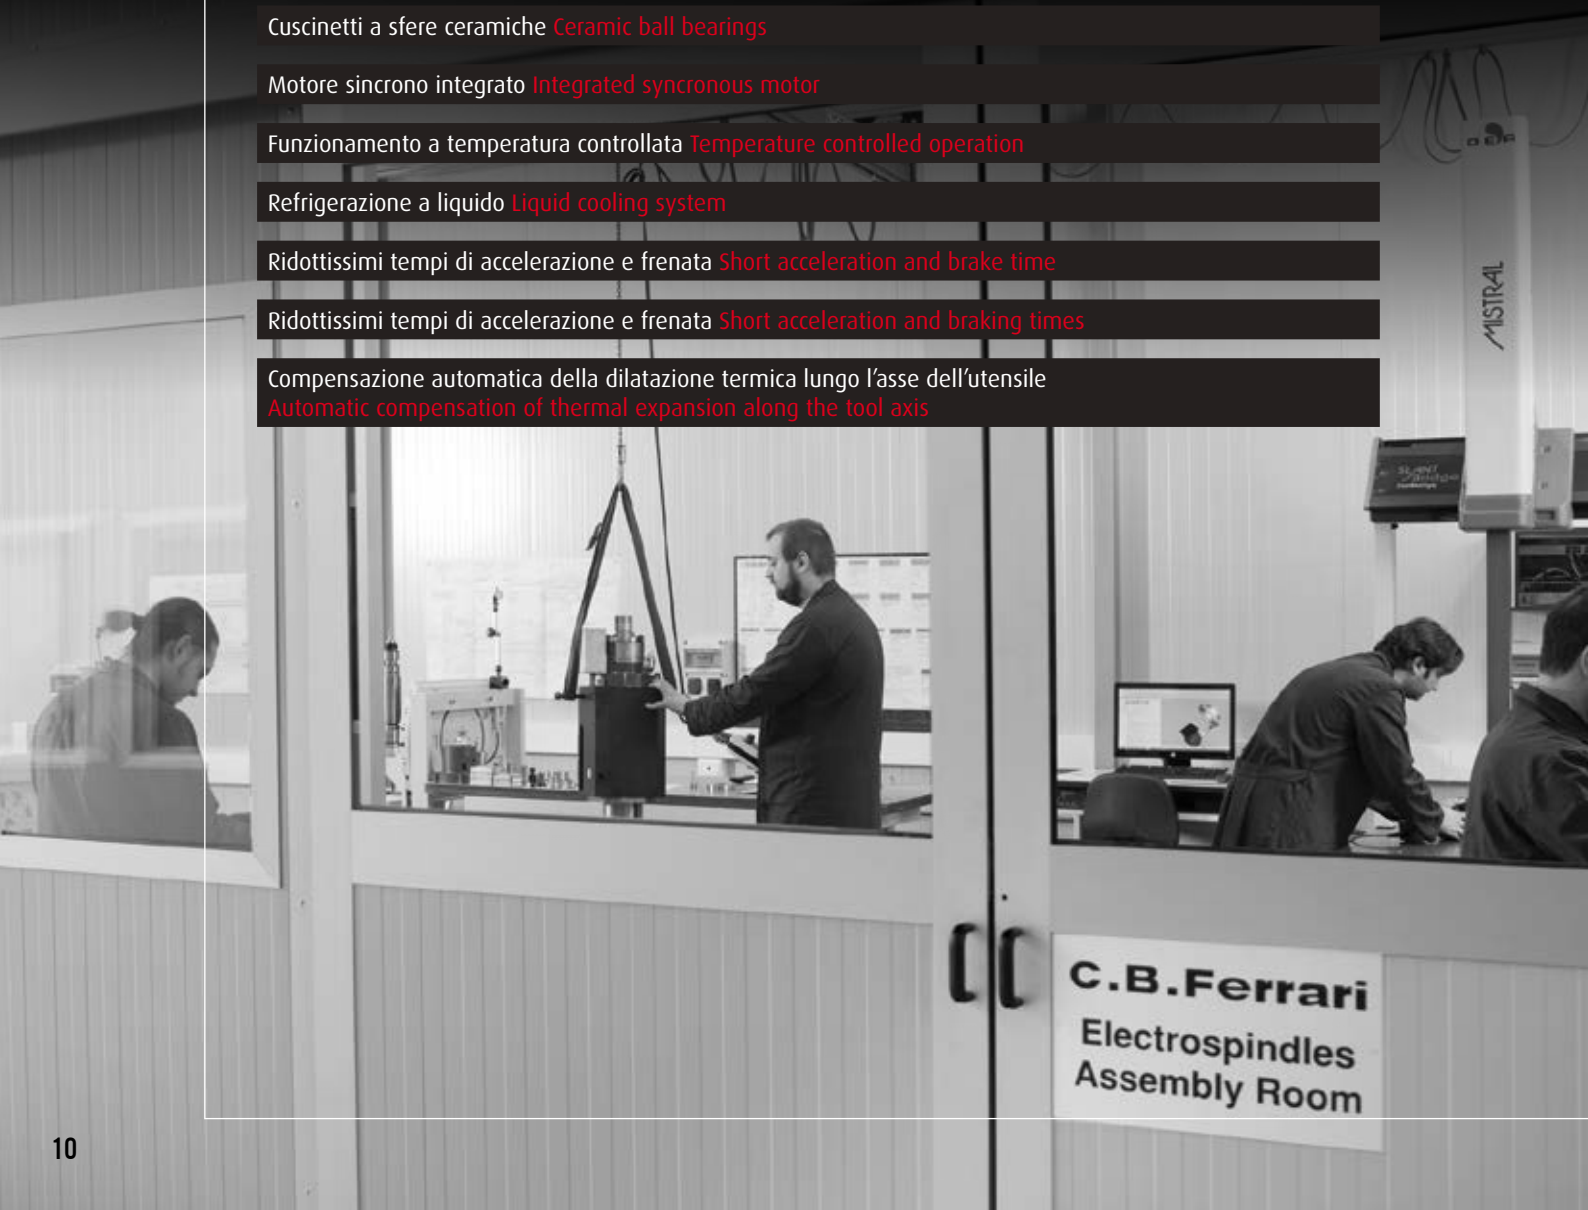 Cuscinetti a sfere ceramiche Ceramic ball bearings
Motore sincrono integrato Integrated syncronous motor
Funzionamento a temperatura controllata Temperature controlled operation
Refrigerazione a liquido Liquid cooling system
Ridottissimi tempi di accelerazione e frenata Short acceleration and brake time
Ridottissimi tempi di accelerazione e frenata Short acceleration and braking times
Compensazione automatica della dilatazione termica lungo l'asse dell'utensile
Automatic compensation of thermal expansion along the tool axis
DEA
MISTRAL
SLANT
Bridge
C.B.Ferrari
Electrospindles
Assembly Room
10